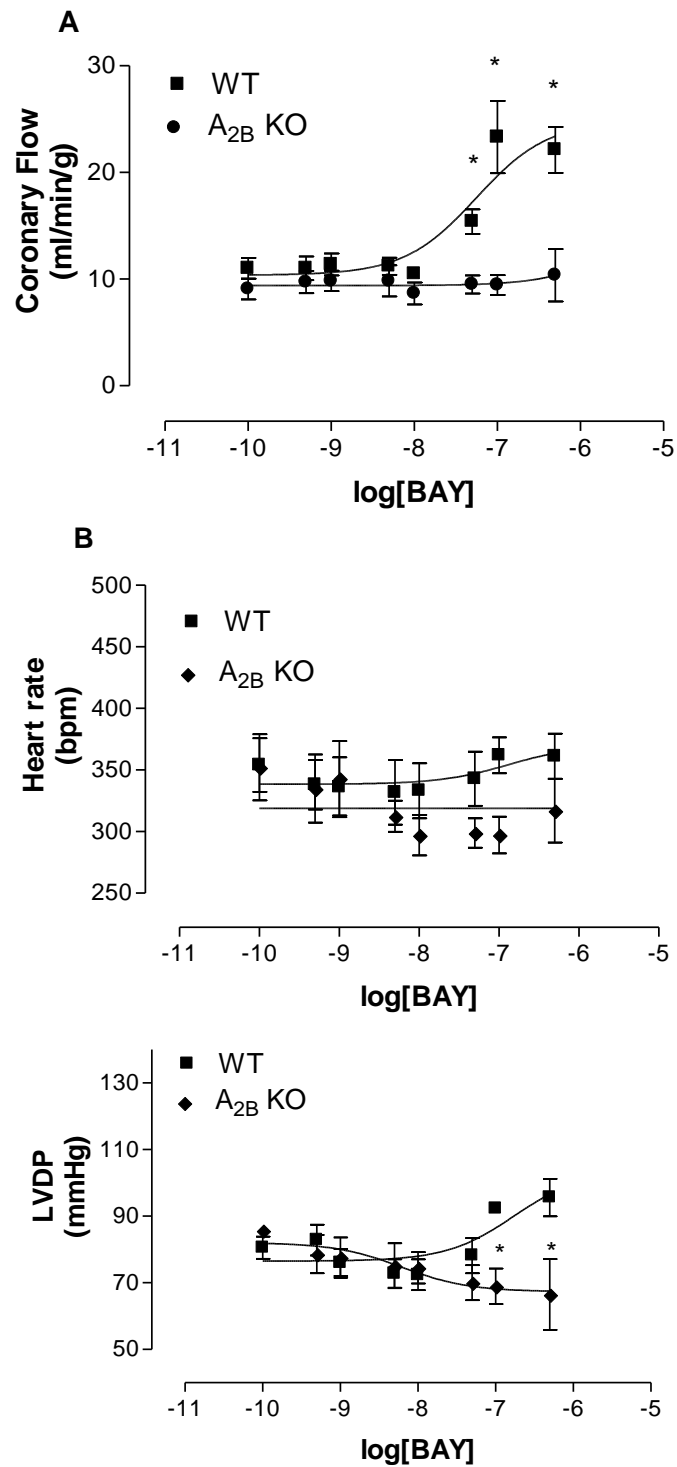 A
30
20
10
0
Coronary Flow
(ml/min/g)
WT
A2B KO
*
*
*
-11 -10 -9 -8 -7 -6 -5
log[BAY]
B
500
450
400
350
300
250
Heart rate
(bpm)
WT
A2B KO
-11 -10 -9 -8 -7 -6 -5
log[BAY]
130
110
90
70
50
LVDP
(mmHg)
WT
A2B KO
* *
-11 -10 -9 -8 -7 -6 -5
log[BAY]